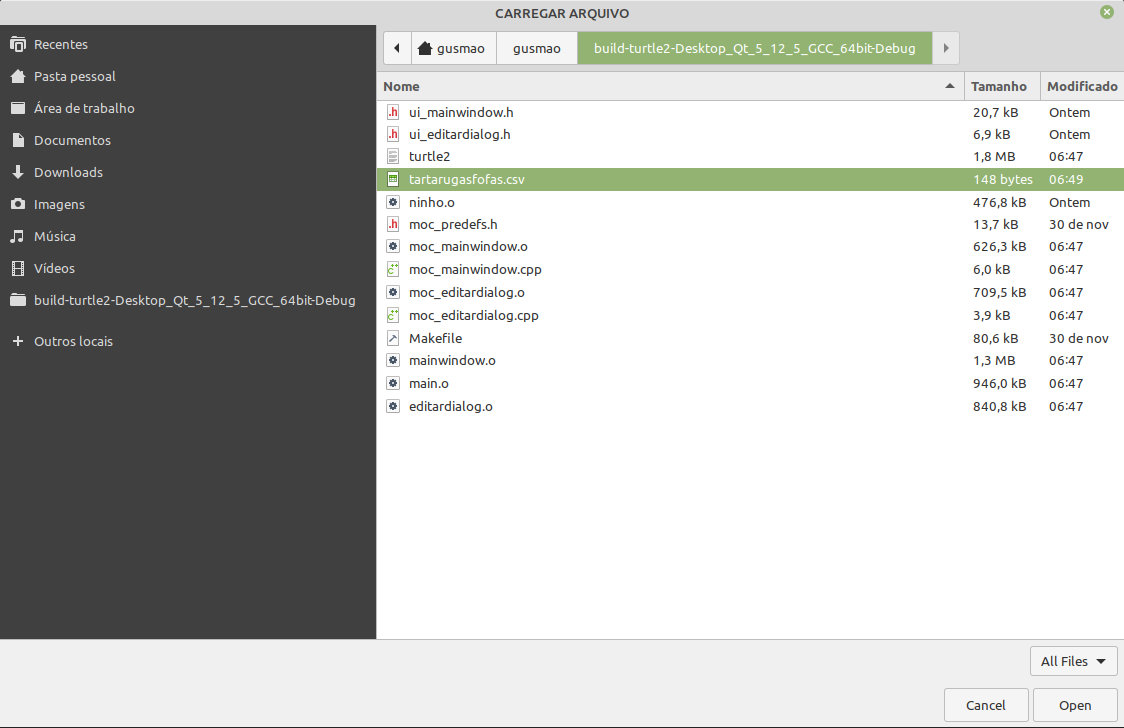 CARREGAR ARQUIVO
Recentes
Pasta pessoal
Área de trabalho
Documentos
Downloads
Imagens
Música
Vídeos
build-turtle2-Desktop_Qt_5_12_5_GCC_64bit-Debug
Outros locais
gusmao gusmao build-turtle2-Desktop_Qt_5_12_5_GCC_64bit-Debug
Nome Tamanho Modificado
ui_mainwindow.h 20,7 kB Ontem
ui_editardialog.h 6,9 kB Ontem
turtle2 1,8 MB 06:47
tartarugasfofas.csv 148 bytes 06:49
ninho.o 476,8 kB Ontem
moc_predefs.h 13,7 kB 30 de nov
moc_mainwindow.o 626,3 kB 06:47
moc_mainwindow.cpp 6,0 kB 06:47
moc_editardialog.o 709,5 kB 06:47
moc_editardialog.cpp 3,9 kB 06:47
Makefile 80,6 kB 30 de nov
mainwindow.o 1,3 MB 06:47
main.o 946,0 kB 06:47
editardialog.o 840,8 kB 06:47
All Files
Cancel Open